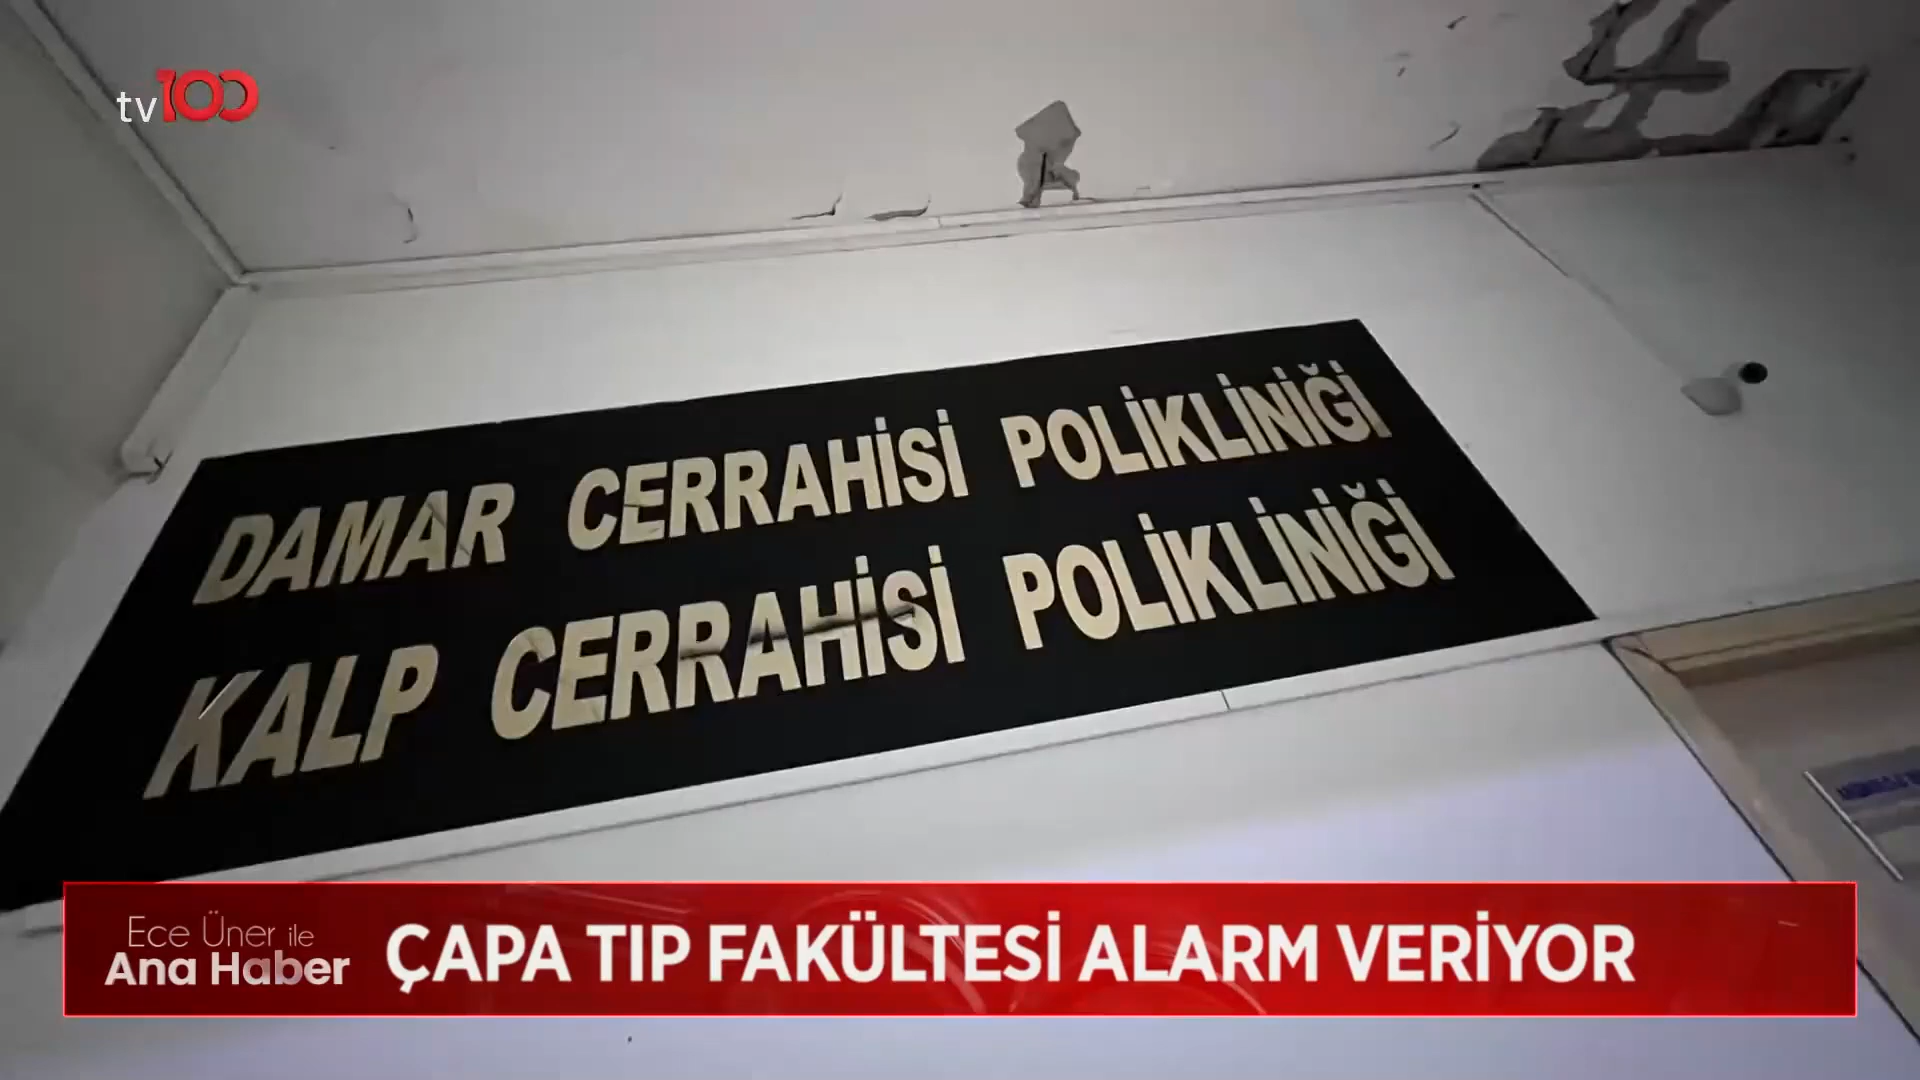 tv100
DAMAR CERRAHİSİ POLİKLİNİĞİ
KALP CERRAHİSİ POLİKLİNİĞİ
Ece Üner ile
Ana Haber
ÇAPA TIP FAKÜLTESİ ALARM VERİYOR